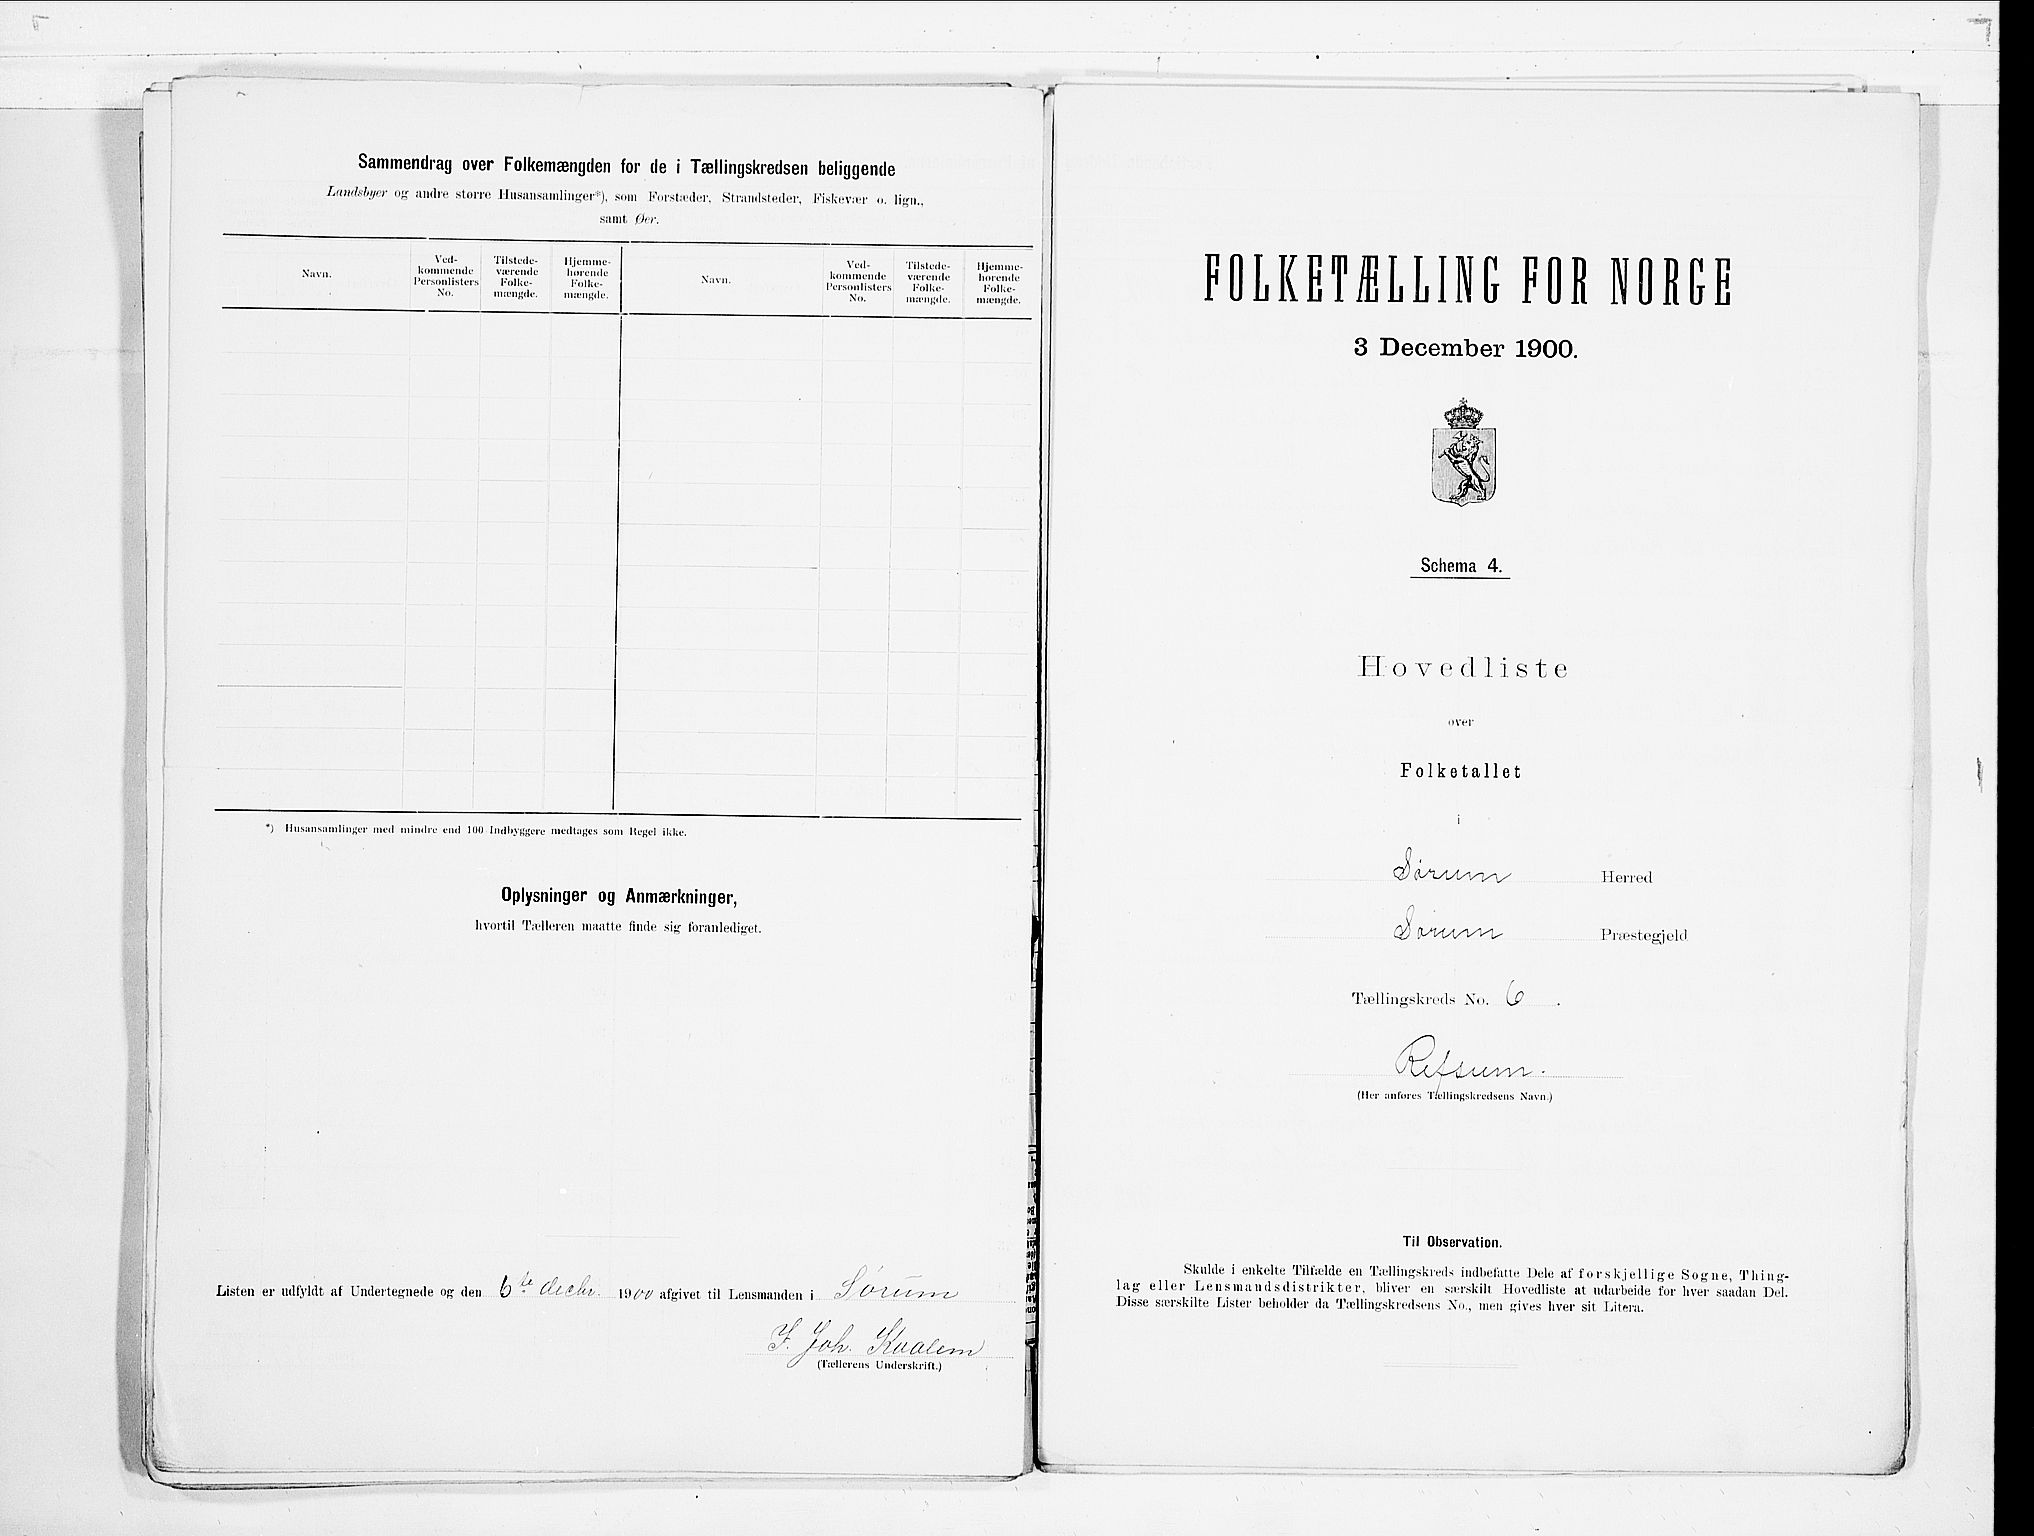 Sammendrag over Folkemængden for de i Tællingskredsen beliggende
Landsbyer og andre større Husansamlinger*), som Forstæder, Strandsteder, Fiskevær o. lign.,
samt Øer.
Navn.
Ved-
kommende
Personlisters
No.
Tilstede-
værende
Folke-
mængde.
Hjemme-
hørende
Folke-
mængde.
Navn.
Ved-
kommende
Personlisters
No.
Tilstede-
værende
Folke-
mængde.
Hjemme-
hørende
Folke-
mængde.
*) Husansamlinger med mindre end 100 Indbyggere medtages som Regel ikke.
Oplysninger og Anmærkninger,
hvortil Tælleren maatte finde sig foranlediget.
Listen er udfyldt af Undertegnede og den 6te decbr. 1900 afgivet til Lensmanden i Sørum
J. Joh. Kvalem
(Tællerens Underskrift.)
FOLKETÆLLING FOR NORGE
3 December 1900.
Schema 4.
Hovedliste
over
Folketallet
i
Sørum Herred
Sørum Præstegjeld
Tællingskreds No. 6.
Refsum.
(Her anføres Tællingskredsens Navn.)
Til Observation.
Skulde i enkelte Tilfælde en Tællingskreds indbefatte Dele af forskjellige Sogne, Thing-
lag eller Lensmandsdistrikter, bliver en særskilt Hovedliste at udarbeide for hver saadan Del.
Disse særskilte Lister beholder da Tællingskredsens No., men gives hver sit Litera.